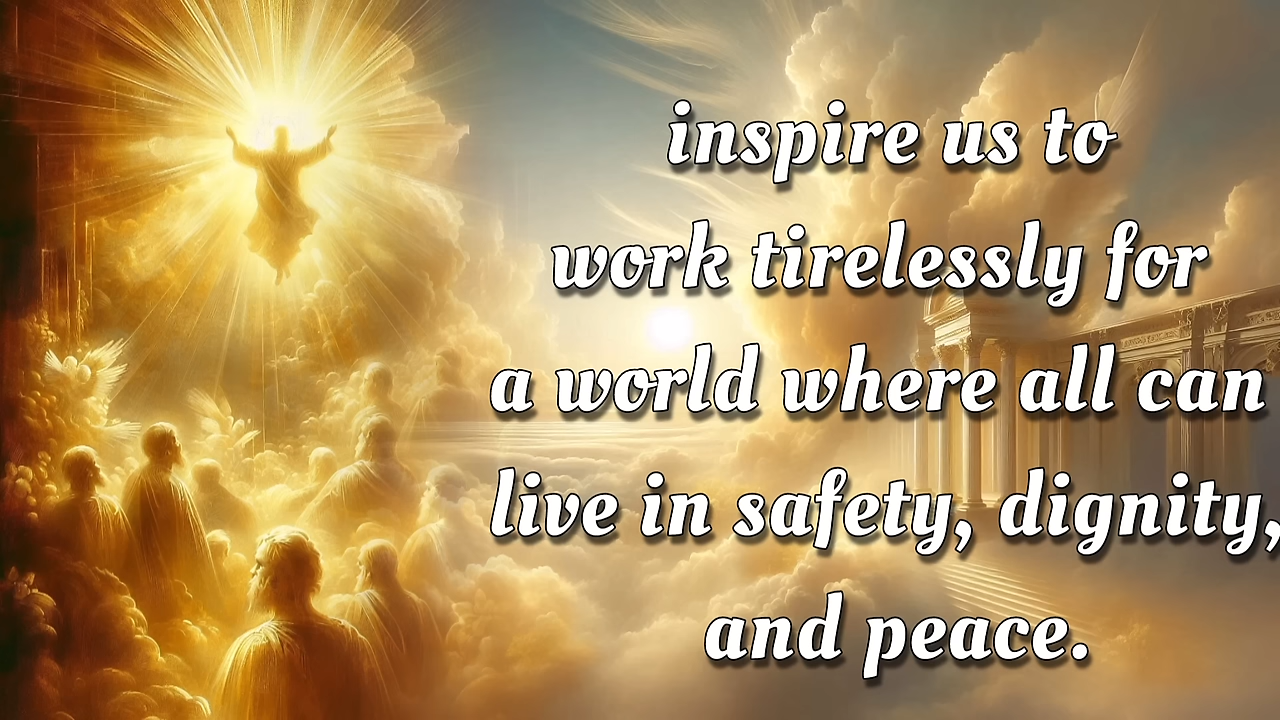 inspire us to
work tirelessly for
a world where all can
live in safety, dignity,
and peace.